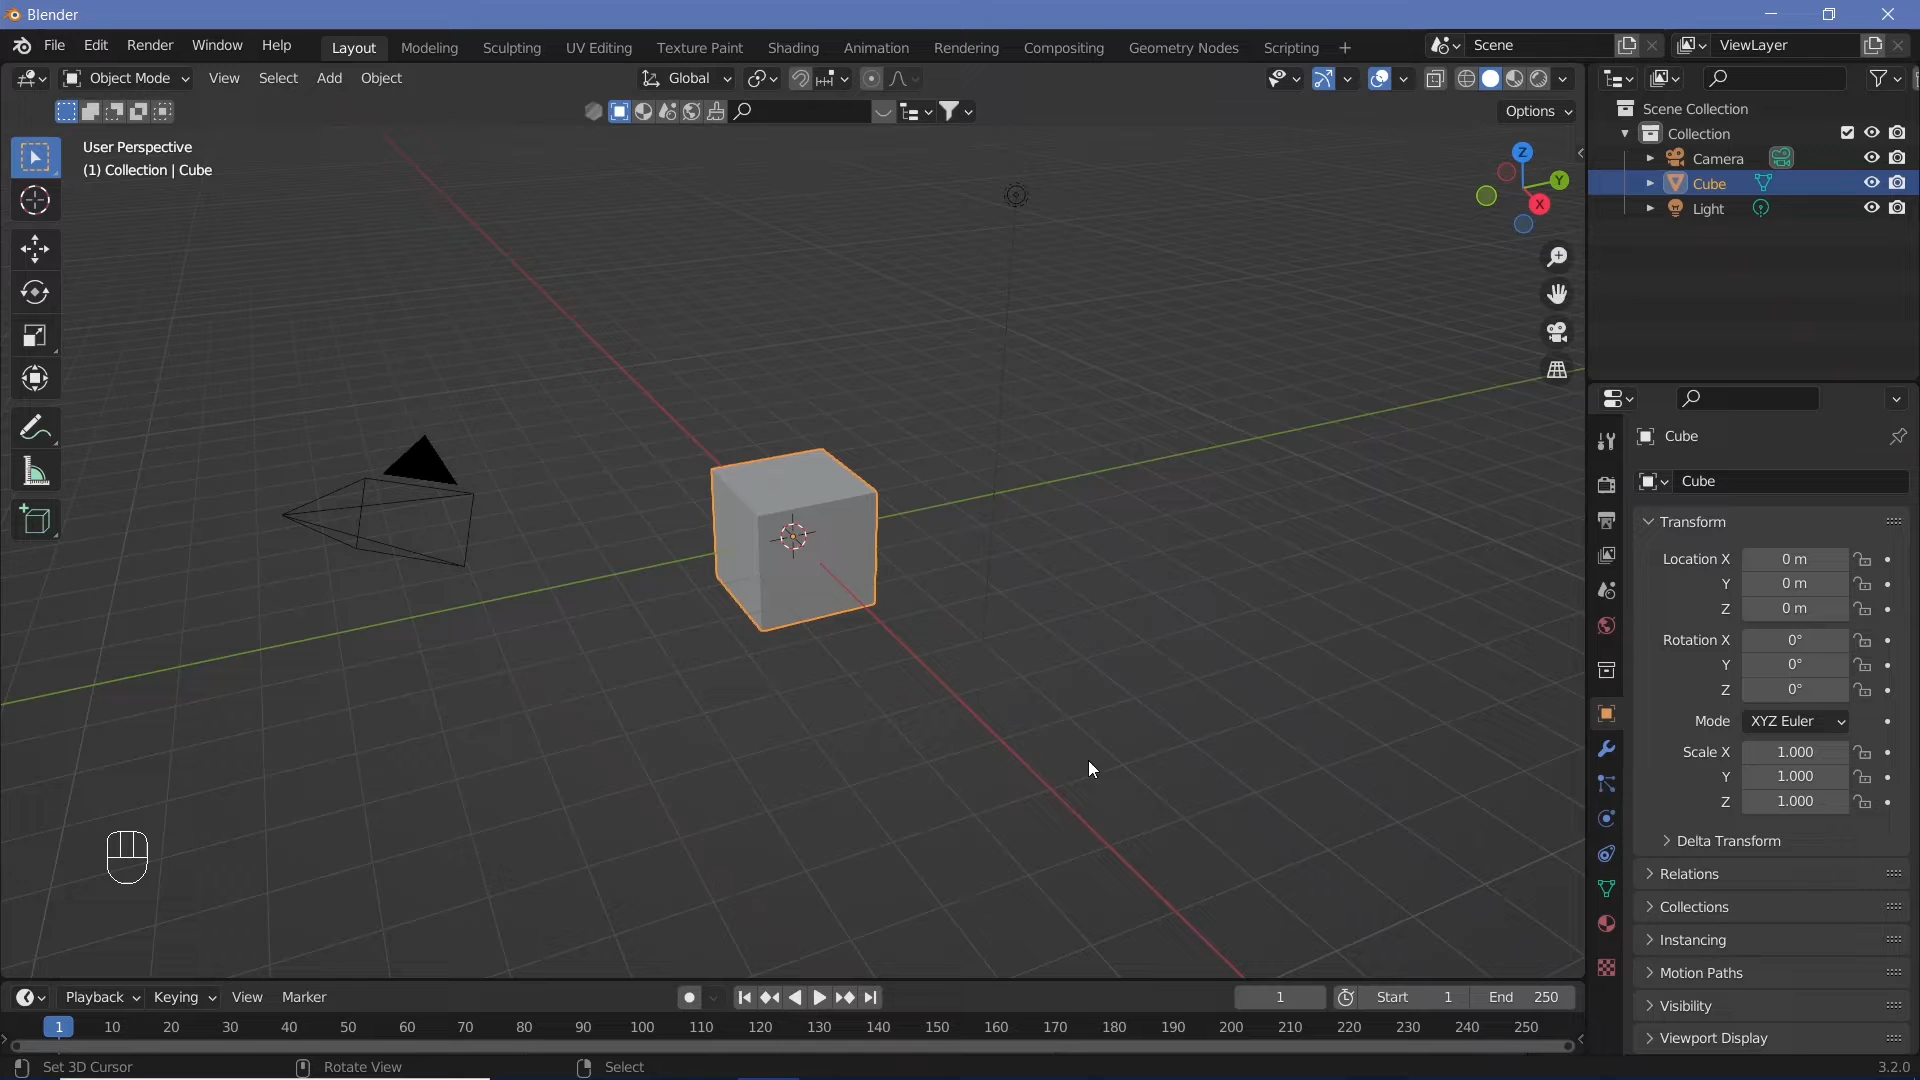 Blender
File Edit Render Window Help Layout Modeling Sculpting UV Editing Texture Paint Shading Animation Rendering Compositing Geometry Nodes Scripting + Scene ViewLayer
Object Mode View Select Add Object Global
Options
User Perspective
(1) Collection | Cube
Z
Y
X
Scene Collection
Collection
Camera
Cube
Light
Cube
Cube
Transform
Location X 0 m
Y 0 m
Z 0 m
Rotation X 0°
Y 0°
Z 0°
Mode XYZ Euler
Scale X 1.000
Y 1.000
Z 1.000
Delta Transform
Relations
Collections
Instancing
Motion Paths
Visibility
Viewport Display
Playback Keying View Marker 1 Start 1 End 250
1 10 20 30 40 50 60 70 80 90 100 110 120 130 140 150 160 170 180 190 200 210 220 230 240 250
Set 3D Cursor Rotate View Select 3.2.0